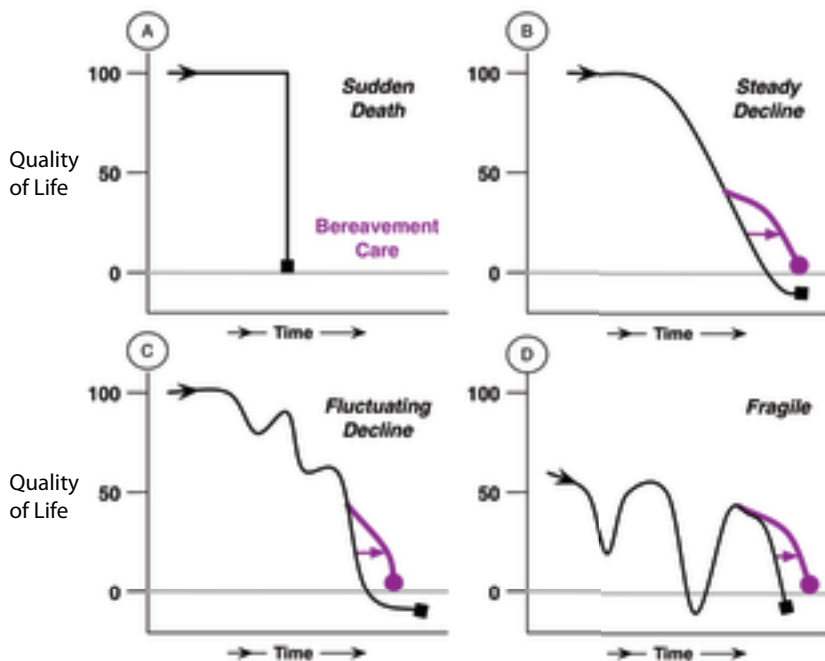 A
100
50
0
Quality
of Life
Sudden
Death
Bereavement
Care
Time
B
100
50
0
Steady
Decline
Time
C
100
50
0
Quality
of Life
Fluctuating
Decline
Time
D
100
50
0
Fragile
Time